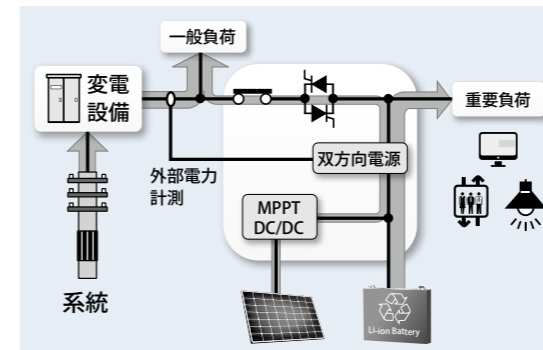 一般負荷
変電
設備
重要負荷
双方向電源
外部電力
計測
MPPT
DC/DC
系統
Li-ion Battery